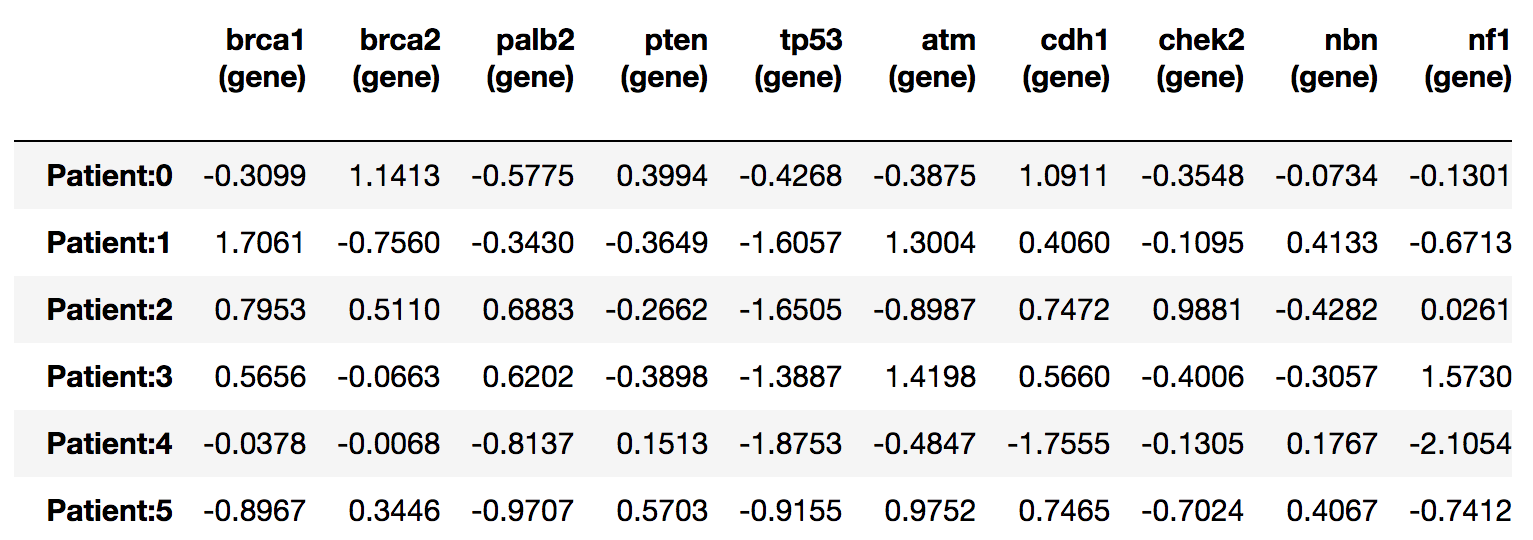 brca1 brca2 palb2 pten tp53 atm cdh1 chek2 nbn nf1
(gene) (gene) (gene) (gene) (gene) (gene) (gene) (gene) (gene) (gene)
Patient:0 -0.3099 1.1413 -0.5775 0.3994 -0.4268 -0.3875 1.0911 -0.3548 -0.0734 -0.1301
Patient:1 1.7061 -0.7560 -0.3430 -0.3649 -1.6057 1.3004 0.4060 -0.1095 0.4133 -0.6713
Patient:2 0.7953 0.5110 0.6883 -0.2662 -1.6505 -0.8987 0.7472 0.9881 -0.4282 0.0261
Patient:3 0.5656 -0.0663 0.6202 -0.3898 -1.3887 1.4198 0.5660 -0.4006 -0.3057 1.5730
Patient:4 -0.0378 -0.0068 -0.8137 0.1513 -1.8753 -0.4847 -1.7555 -0.1305 0.1767 -2.1054
Patient:5 -0.8967 0.3446 -0.9707 0.5703 -0.9155 0.9752 0.7465 -0.7024 0.4067 -0.7412